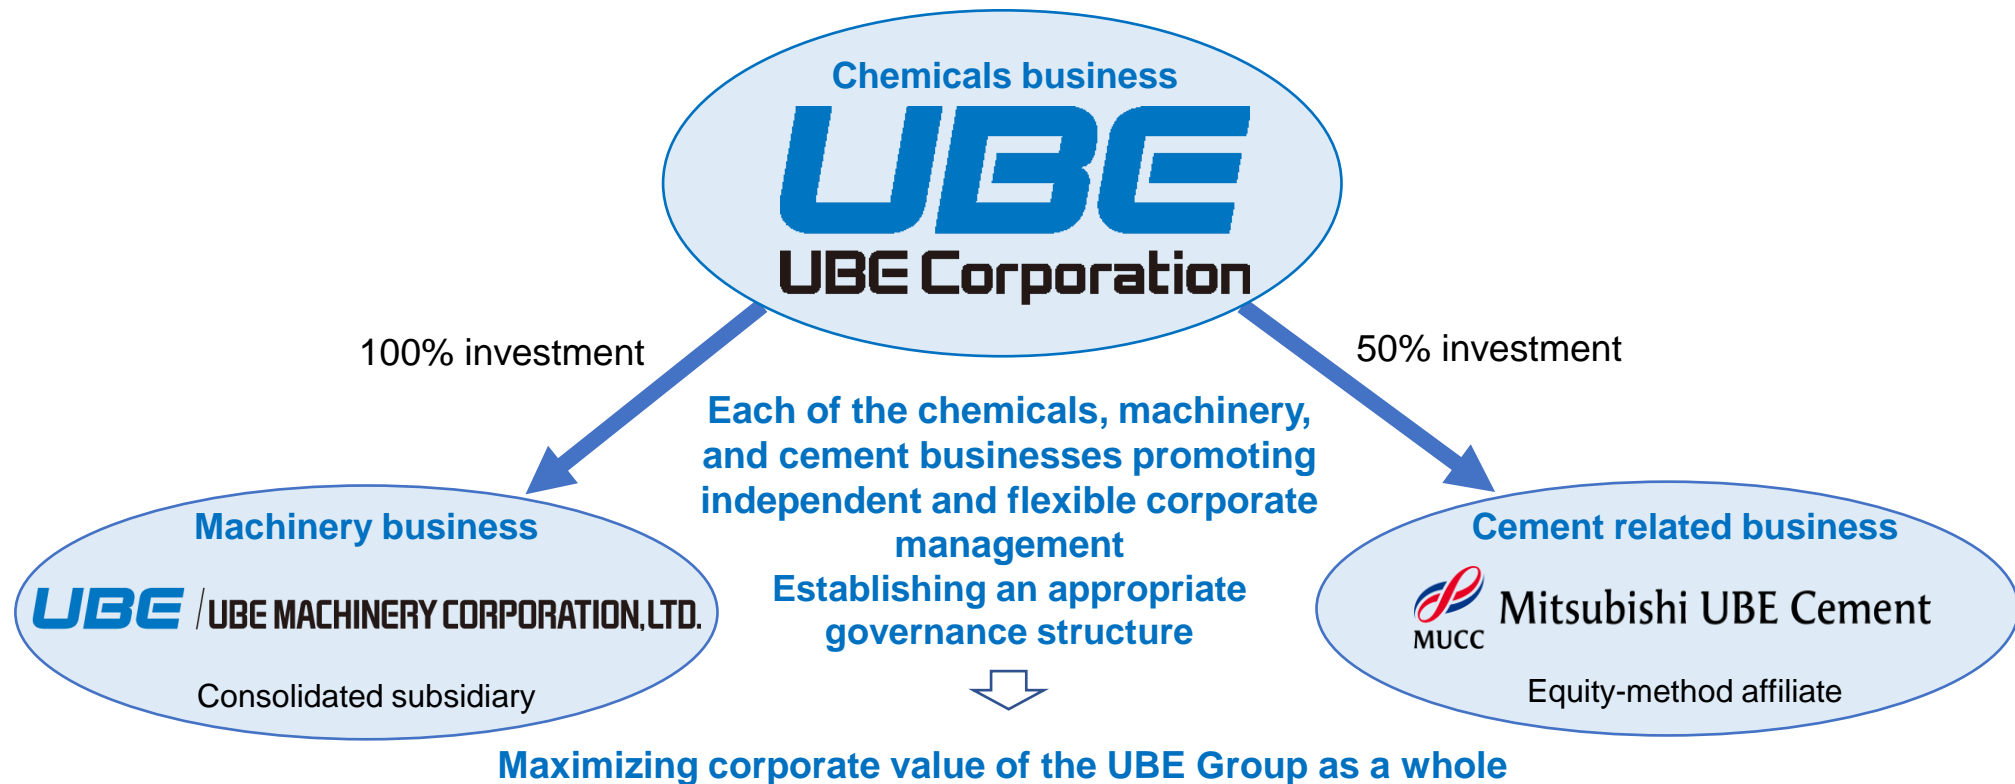 Chemicals business
UBE
UBE Corporation
100% investment
50% investment
Each of the chemicals, machinery,
and cement businesses promoting
independent and flexible corporate
management
Establishing an appropriate
governance structure
Machinery business
UBE / UBE MACHINERY CORPORATION,LTD.
Consolidated subsidiary
Cement related business
MUCC
Mitsubishi UBE Cement
Equity-method affiliate
Maximizing corporate value of the UBE Group as a whole